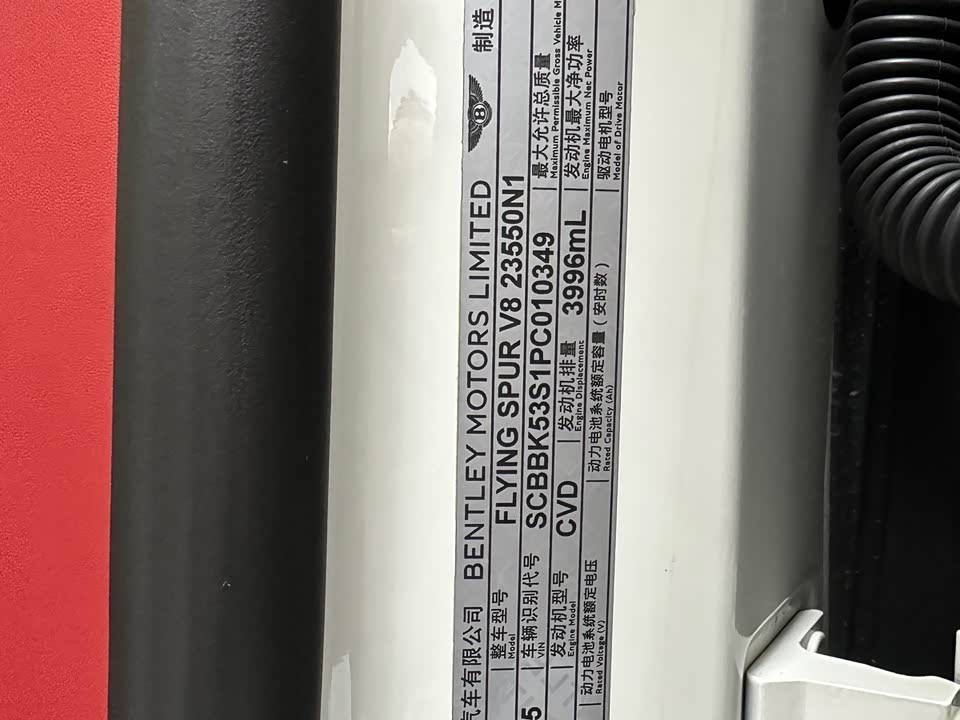 汽车有限公司 BENTLEY MOTORS LIMITED B 制造
整车型号 FLYING SPUR V8 23550N1
Model
车辆识别代号 SCBBK53S1PC010349 最大允许总质量
VIN Maximum Permissible Gross Vehicle M
5 发动机型号 CVD 发动机排量 3996mL 发动机最大净功率
Engine Model Engine Displacement Engine Maximum Net Power
动力电池系统额定电压 动力电池系统额定容量(安时数) 驱动电机型号
Rated Voltage (V) Rated Capacity (Ah) Model of Drive Motor